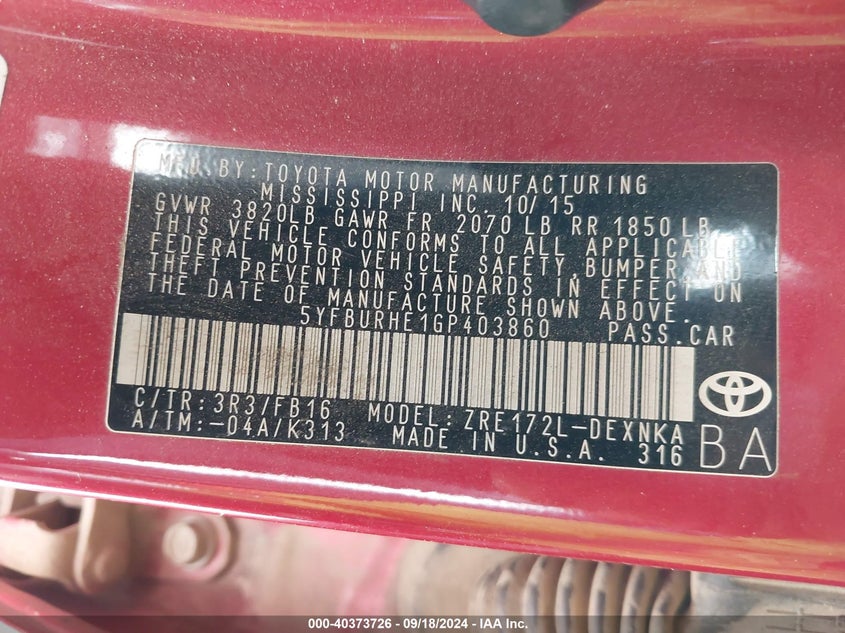 MFD BY: TOYOTA MOTOR MANUFACTURING
MISSISSIPPI INC. 10/15
GVWR 3820LB GAWR FR 2070 LB RR 1850 LB
THIS VEHICLE CONFORMS TO ALL APPLICABLE
FEDERAL MOTOR VEHICLE SAFETY, BUMPER, AND
THEFT PREVENTION STANDARDS IN EFFECT ON
THE DATE OF MANUFACTURE SHOWN ABOVE.
5YFBURHE1GP403860 PASS.CAR
C/TR: 3R3/FB16 MODEL: ZRE172L-DEXNKA
A/TM:-04A/K313 MADE IN U.S.A. 316 BA
000-40373726 - 09/18/2024 - IAA Inc.